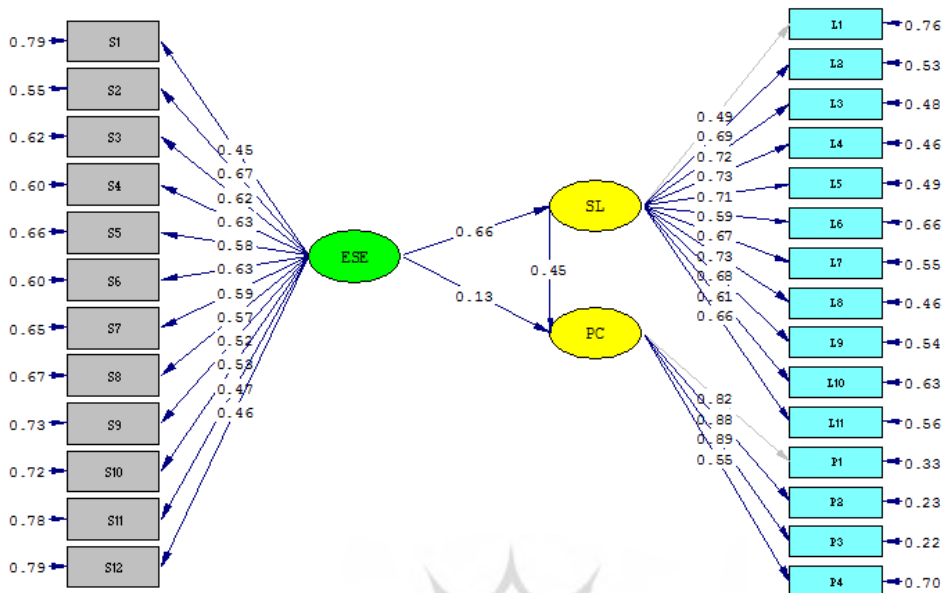 0.79 S1
0.55 S2
0.62 S3
0.60 S4
0.66 S5
0.60 S6
0.65 S7
0.67 S8
0.73 S9
0.72 S10
0.78 S11
0.79 S12
0.45
0.67
0.62
0.63
0.58
0.63
0.59
0.57
0.52
0.53
0.47
0.46
ESE
0.66
0.13
SL
0.45
PC
0.49
0.69
0.72
0.73
0.71
0.59
0.67
0.73
0.68
0.61
0.66
0.82
0.88
0.89
0.55
L1 0.76
L2 0.53
L3 0.48
L4 0.46
L5 0.49
L6 0.66
L7 0.55
L8 0.46
L9 0.54
L10 0.63
L11 0.56
P1 0.33
P2 0.23
P3 0.22
P4 0.70